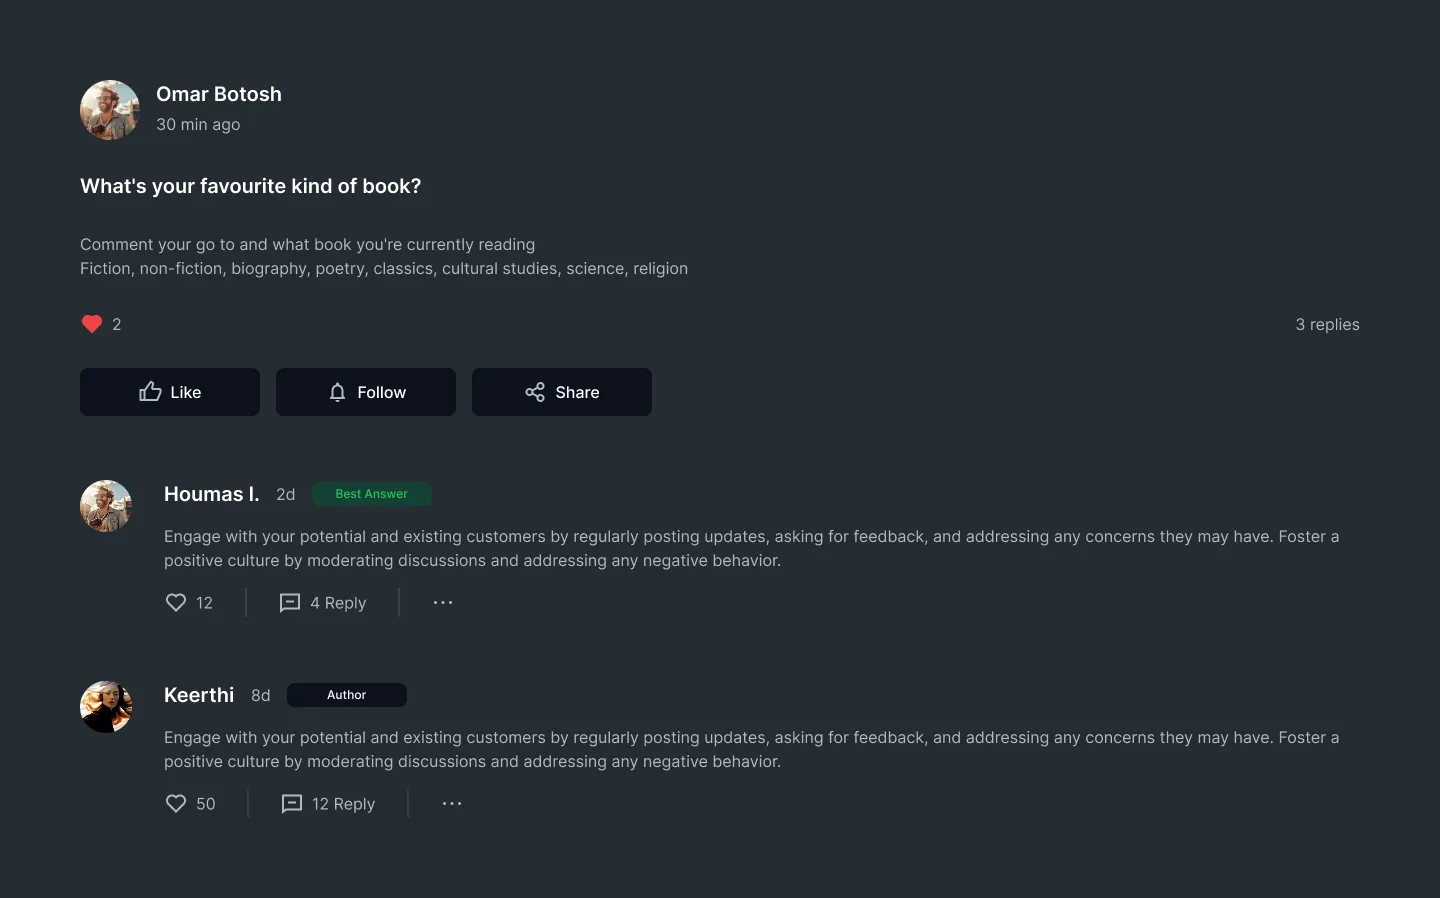 Omar Botosh
30 min ago
What's your favourite kind of book?
Comment your go to and what book you're currently reading
Fiction, non-fiction, biography, poetry, classics, cultural studies, science, religion
2
3 replies
Like
Follow
Share
Houmas I. 2d Best Answer
Engage with your potential and existing customers by regularly posting updates, asking for feedback, and addressing any concerns they may have. Foster a
positive culture by moderating discussions and addressing any negative behavior.
12
4 Reply
Keerthi 8d Author
Engage with your potential and existing customers by regularly posting updates, asking for feedback, and addressing any concerns they may have. Foster a
positive culture by moderating discussions and addressing any negative behavior.
50
12 Reply